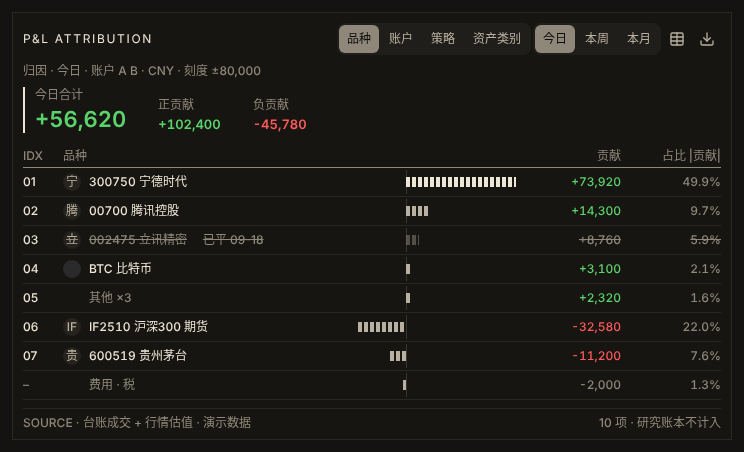 P&L ATTRIBUTION 品种 账户 策略 资产类别 今日 本周 本月
归因 · 今日 · 账户 A B · CNY · 刻度 ±80,000
今日合计 正贡献 负贡献
+56,620 +102,400 -45,780
IDX 品种 贡献 占比 |贡献|
01 宁 300750 宁德时代 +73,920 49.9%
02 腾 00700 腾讯控股 +14,300 9.7%
03 立 002475 立讯精密 已平 09-18 +8,760 5.9%
04 BTC 比特币 +3,100 2.1%
05 其他 ×3 +2,320 1.6%
06 IF IF2510 沪深300 期货 -32,580 22.0%
07 贵 600519 贵州茅台 -11,200 7.6%
– 费用 · 税 -2,000 1.3%
SOURCE · 台账成交 + 行情估值 · 演示数据 10 项 · 研究账本不计入